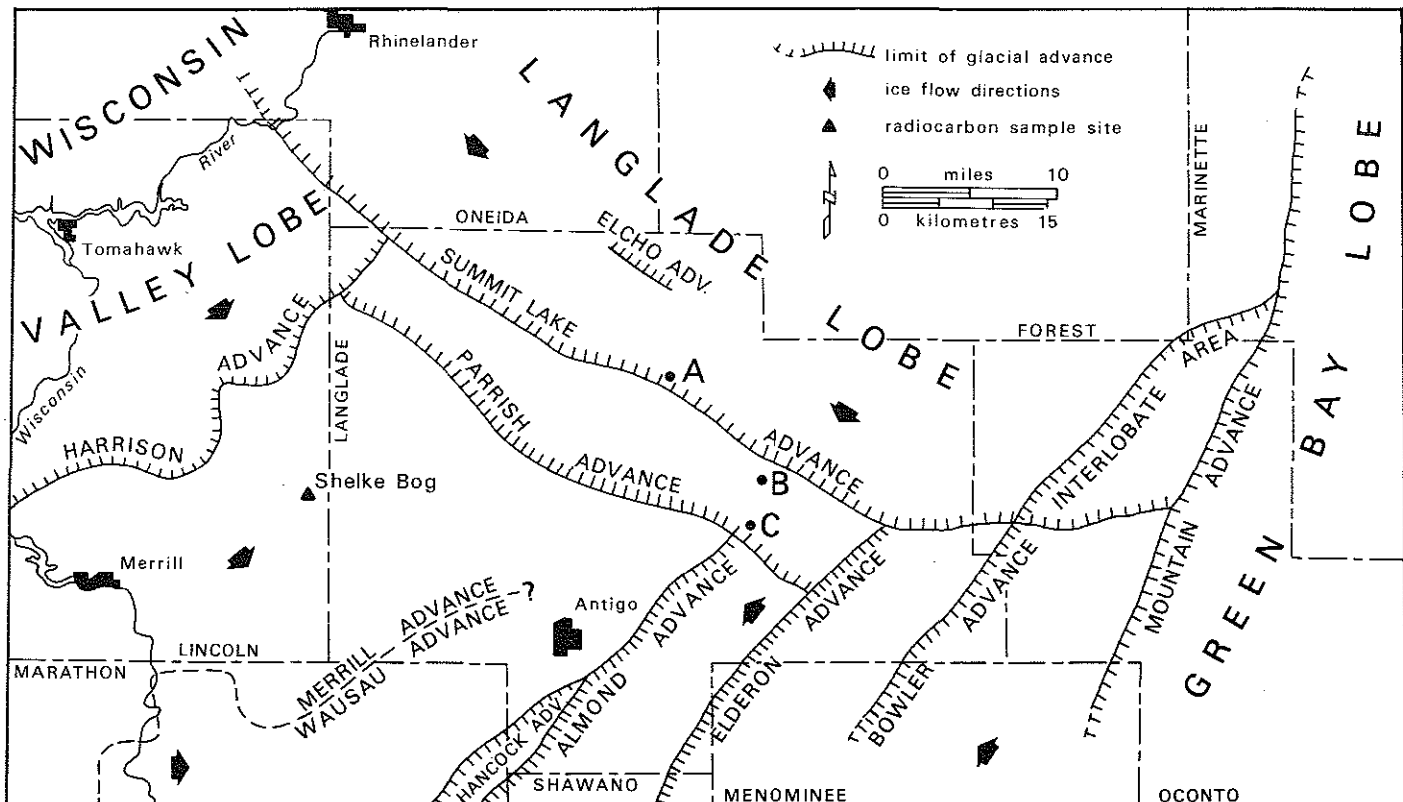 WISCONSIN
VALLEY LOBE
LANGLADE
LOBE
GREEN
BAY LOBE
Rhinelander
limit of glacial advance
ice flow directions
radiocarbon sample site
0 miles 10
0 kilometres 15
MARINETTE
River
Tomahawk
ONEIDA
ELCHO ADV.
SUMMIT LAKE
ADVANCE
FOREST
INTERLOBATE
AREA
Wisconsin
HARRISON
ADVANCE
LANGLADE
PARRISH
ADVANCE
A
B
C
Shelke Bog
Merrill
Antigo
MERRILL ADVANCE
WAUSAU ADVANCE ?
LINCOLN
MARATHON
HANCOCK ADV.
ALMOND
ADVANCE
ELDERON
ADVANCE
BOWLER
ADVANCE
MOUNTAIN
ADVANCE
SHAWANO
MENOMINEE
OCONTO